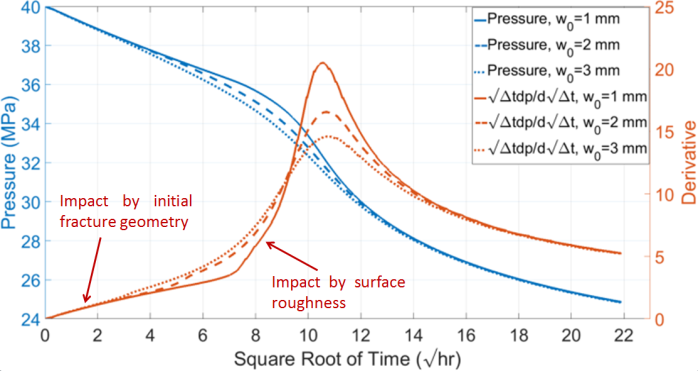 40
38
36
34
32
30
28
26
24
Pressure (MPa)
25
20
15
10
5
0
Derivative
Pressure, w0=1 mm
Pressure, w0=2 mm
Pressure, w0=3 mm
√Δtdp/d√Δt, w0=1 mm
√Δtdp/d√Δt, w0=2 mm
√Δtdp/d√Δt, w0=3 mm
Impact by initial
fracture geometry
Impact by surface
roughness
0 2 4 6 8 10 12 14 16 18 20 22
Square Root of Time (√hr)